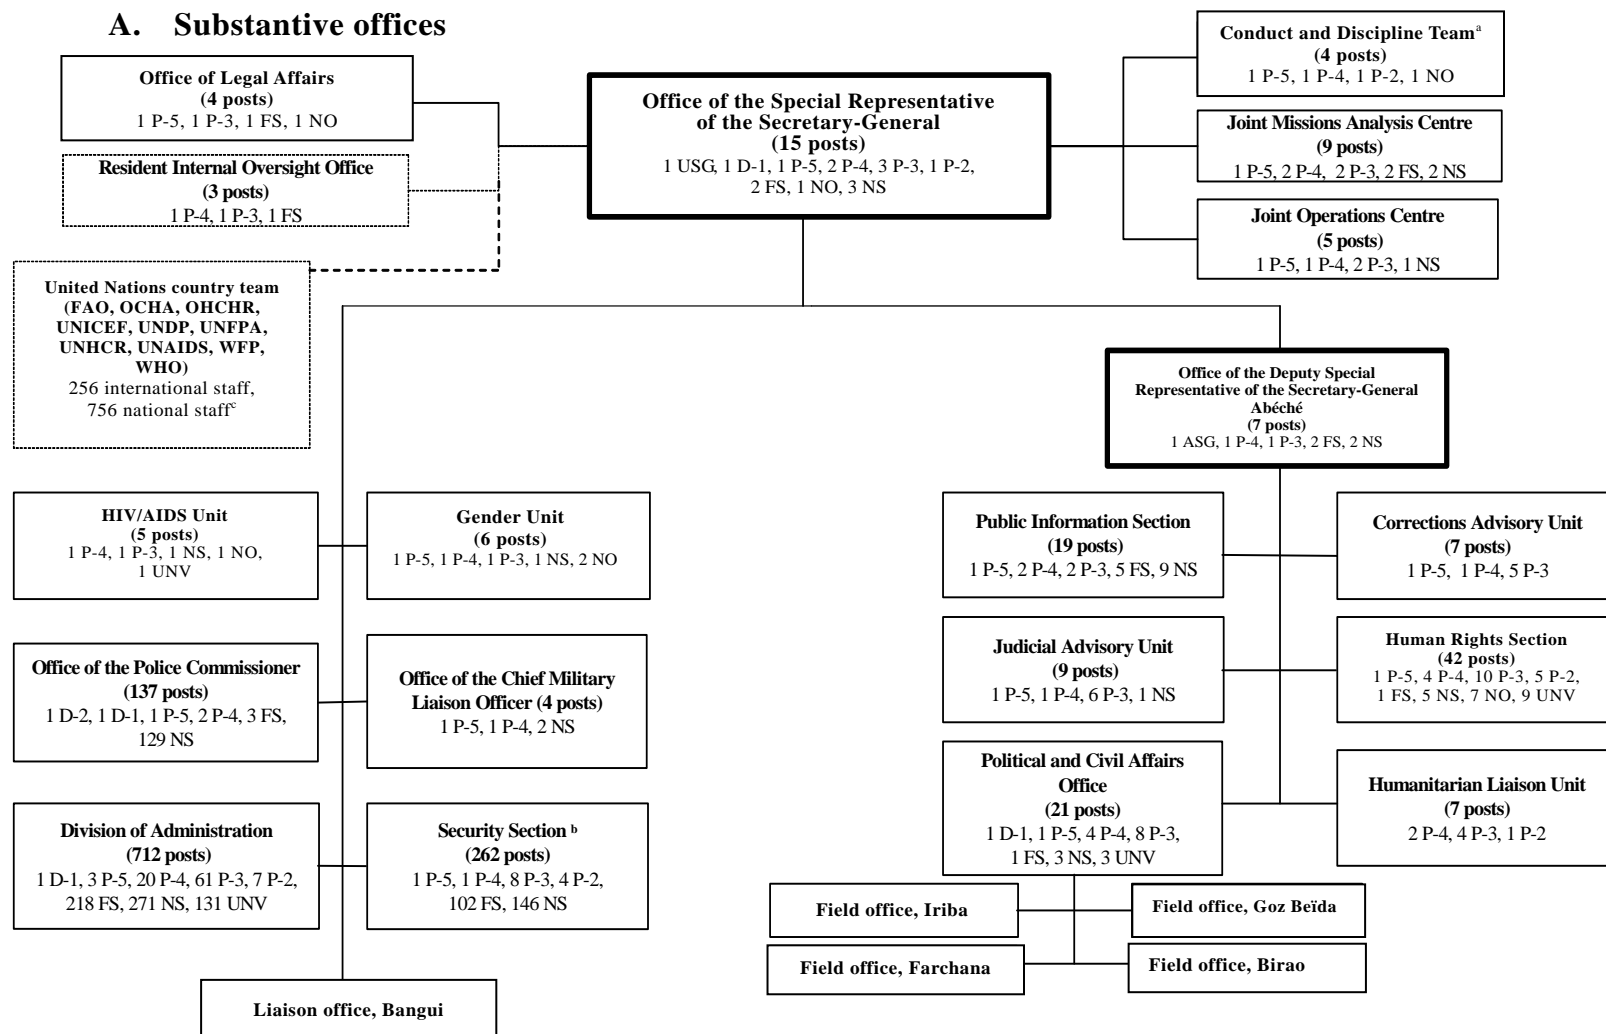 A. Substantive offices
Office of Legal Affairs
(4 posts)
1 P-5, 1 P-3, 1 FS, 1 NO
Resident Internal Oversight Office
(3 posts)
1 P-4, 1 P-3, 1 FS
United Nations country team
(FAO, OCHA, OHCHR,
UNICEF, UNDP, UNFPA,
UNHCR, UNAIDS, WFP,
WHO)
256 international staff,
756 national staffc
Office of the Special Representative
of the Secretary-General
(15 posts)
1 USG, 1 D-1, 1 P-5, 2 P-4, 3 P-3, 1 P-2,
2 FS, 1 NO, 3 NS
Conduct and Discipline Teama
(4 posts)
1 P-5, 1 P-4, 1 P-2, 1 NO
Joint Missions Analysis Centre
(9 posts)
1 P-5, 2 P-4, 2 P-3, 2 FS, 2 NS
Joint Operations Centre
(5 posts)
1 P-5, 1 P-4, 2 P-3, 1 NS
Office of the Deputy Special
Representative of the Secretary-General
Abéché
(7 posts)
1 ASG, 1 P-4, 1 P-3, 2 FS, 2 NS
HIV/AIDS Unit
(5 posts)
1 P-4, 1 P-3, 1 NS, 1 NO,
1 UNV
Gender Unit
(6 posts)
1 P-5, 1 P-4, 1 P-3, 1 NS, 2 NO
Office of the Police Commissioner
(137 posts)
1 D-2, 1 D-1, 1 P-5, 2 P-4, 3 FS,
129 NS
Office of the Chief Military
Liaison Officer (4 posts)
1 P-5, 1 P-4, 2 NS
Division of Administration
(712 posts)
1 D-1, 3 P-5, 20 P-4, 61 P-3, 7 P-2,
218 FS, 271 NS, 131 UNV
Security Section b
(262 posts)
1 P-5, 1 P-4, 8 P-3, 4 P-2,
102 FS, 146 NS
Liaison office, Bangui
Public Information Section
(19 posts)
1 P-5, 2 P-4, 2 P-3, 5 FS, 9 NS
Corrections Advisory Unit
(7 posts)
1 P-5, 1 P-4, 5 P-3
Judicial Advisory Unit
(9 posts)
1 P-5, 1 P-4, 6 P-3, 1 NS
Human Rights Section
(42 posts)
1 P-5, 4 P-4, 10 P-3, 5 P-2,
1 FS, 5 NS, 7 NO, 9 UNV
Political and Civil Affairs
Office
(21 posts)
1 D-1, 1 P-5, 4 P-4, 8 P-3,
1 FS, 3 NS, 3 UNV
Humanitarian Liaison Unit
(7 posts)
2 P-4, 4 P-3, 1 P-2
Field office, Iriba
Field office, Goz Beïda
Field office, Farchana
Field office, Birao